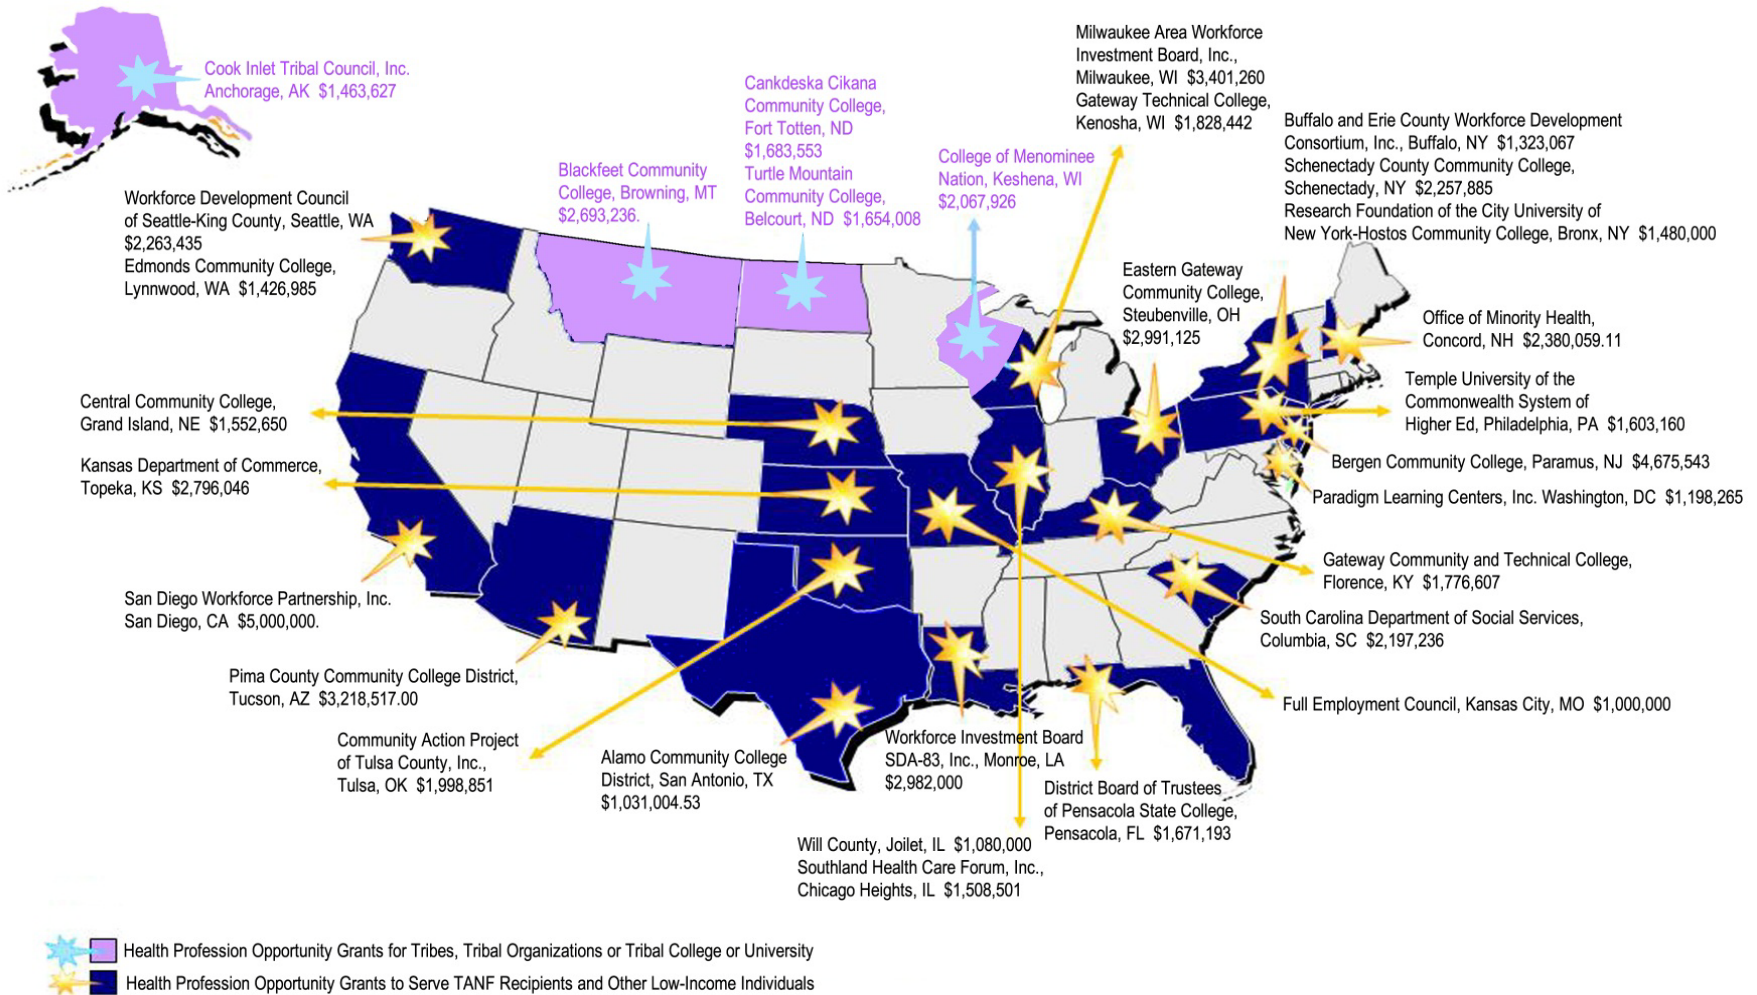 Cook Inlet Tribal Council, Inc.
Anchorage, AK $1,463,627
Workforce Development Council
of Seattle-King County, Seattle, WA
$2,263,435
Edmonds Community College,
Lynnwood, WA $1,426,985
Blackfeet Community
College, Browning, MT
$2,693,236.
Cankdeska Cikana
Community College,
Fort Totten, ND
$1,683,553
Turtle Mountain
Community College,
Belcourt, ND $1,654,008
College of Menominee
Nation, Keshena, WI
$2,067,926
Milwaukee Area Workforce
Investment Board, Inc.,
Milwaukee, WI $3,401,260
Gateway Technical College,
Kenosha, WI $1,828,442
Buffalo and Erie County Workforce Development
Consortium, Inc., Buffalo, NY $1,323,067
Schenectady County Community College,
Schenectady, NY $2,257,885
Research Foundation of the City University of
New York-Hostos Community College, Bronx, NY $1,480,000
Eastern Gateway
Community College,
Steubenville, OH
$2,991,125
Office of Minority Health,
Concord, NH $2,380,059.11
Temple University of the
Commonwealth System of
Higher Ed, Philadelphia, PA $1,603,160
Bergen Community College, Paramus, NJ $4,675,543
Paradigm Learning Centers, Inc. Washington, DC $1,198,265
Gateway Community and Technical College,
Florence, KY $1,776,607
South Carolina Department of Social Services,
Columbia, SC $2,197,236
Full Employment Council, Kansas City, MO $1,000,000
Central Community College,
Grand Island, NE $1,552,650
Kansas Department of Commerce,
Topeka, KS $2,796,046
San Diego Workforce Partnership, Inc.
San Diego, CA $5,000,000.
Pima County Community College District,
Tucson, AZ $3,218,517.00
Community Action Project
of Tulsa County, Inc.,
Tulsa, OK $1,998,851
Alamo Community College
District, San Antonio, TX
$1,031,004.53
Workforce Investment Board
SDA-83, Inc., Monroe, LA
$2,982,000
District Board of Trustees
of Pensacola State College,
Pensacola, FL $1,671,193
Will County, Joilet, IL $1,080,000
Southland Health Care Forum, Inc.,
Chicago Heights, IL $1,508,501
Health Profession Opportunity Grants for Tribes, Tribal Organizations or Tribal College or University
Health Profession Opportunity Grants to Serve TANF Recipients and Other Low-Income Individuals